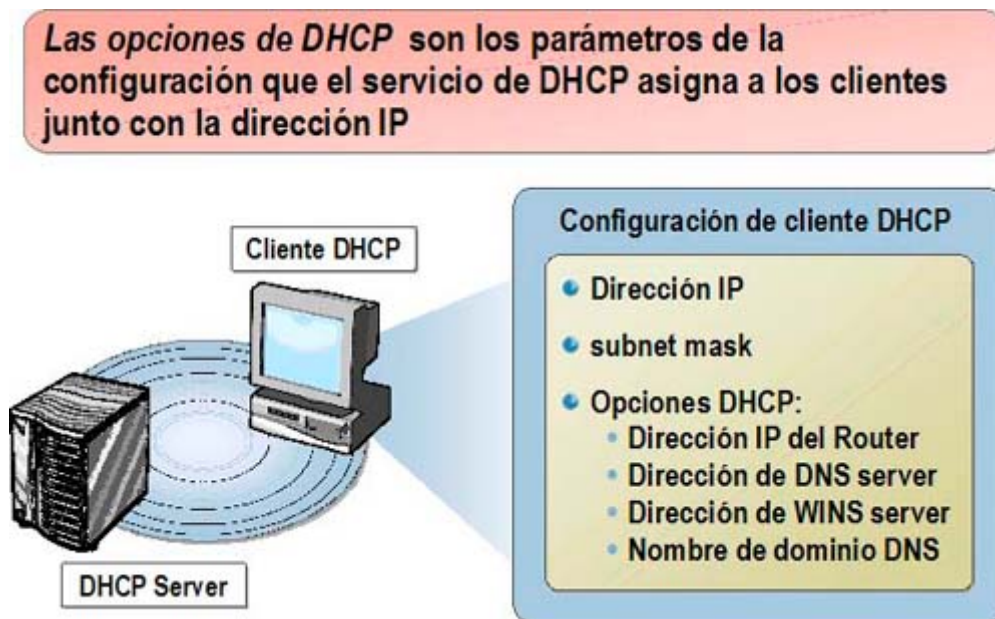 Las opciones de DHCP son los parámetros de la
configuración que el servicio de DHCP asigna a los clientes
junto con la dirección IP
Cliente DHCP
DHCP Server
Configuración de cliente DHCP
Dirección IP
subnet mask
Opciones DHCP:
Dirección IP del Router
Dirección de DNS server
Dirección de WINS server
Nombre de dominio DNS